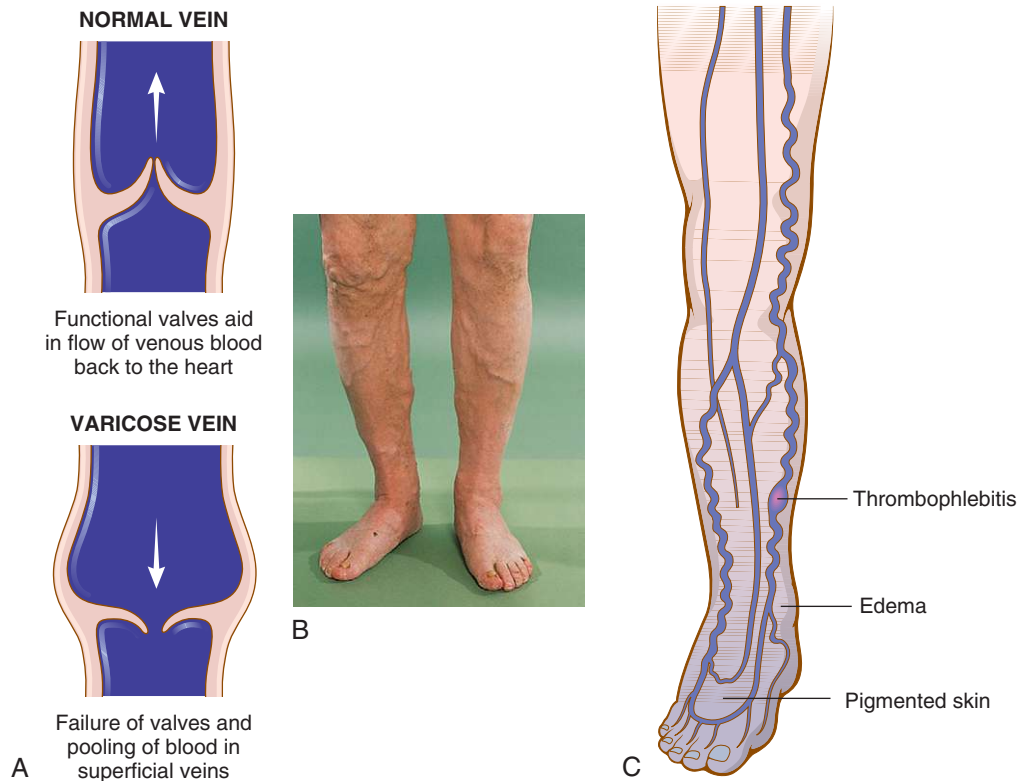 NORMAL VEIN
Functional valves aid
in flow of venous blood
back to the heart
VARICOSE VEIN
Failure of valves and
pooling of blood in
superficial veins
A
B
Thrombophlebitis
Edema
Pigmented skin
C